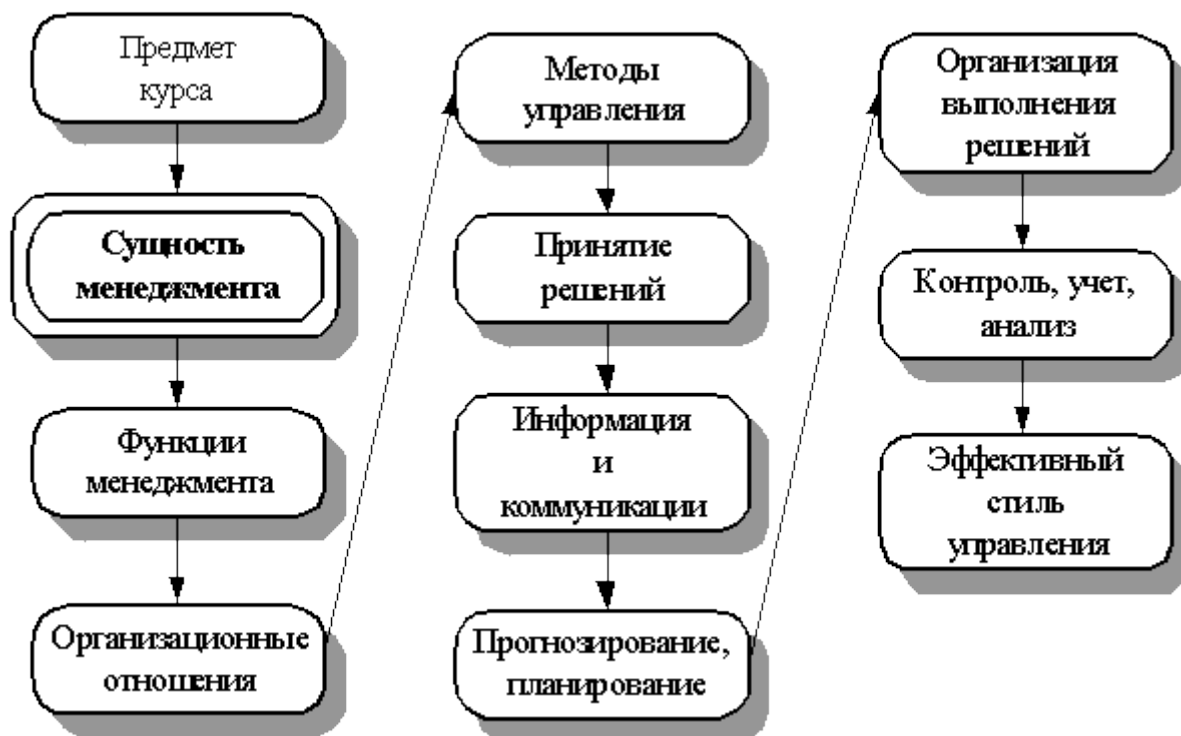 Предмет
курса
Сущность
менеджмента
Функции
менеджмента
Организационные
отношения
Методы
управления
Принятие
решений
Информация
и
коммуникации
Прогнозирование,
планирование
Организация
выполнения
решений
Контроль, учет,
анализ
Эффективный
стиль
управления